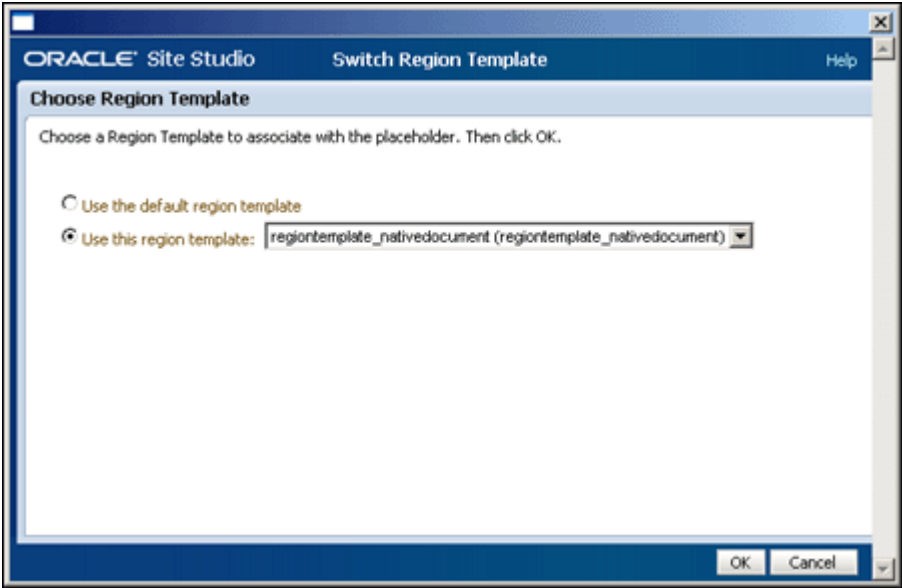 ORACLE® Site Studio Switch Region Template Help
Choose Region Template
Choose a Region Template to associate with the placeholder. Then click OK.
Use the default region template
Use this region template: regiontemplate_nativedocument (regiontemplate_nativedocument)
OK Cancel